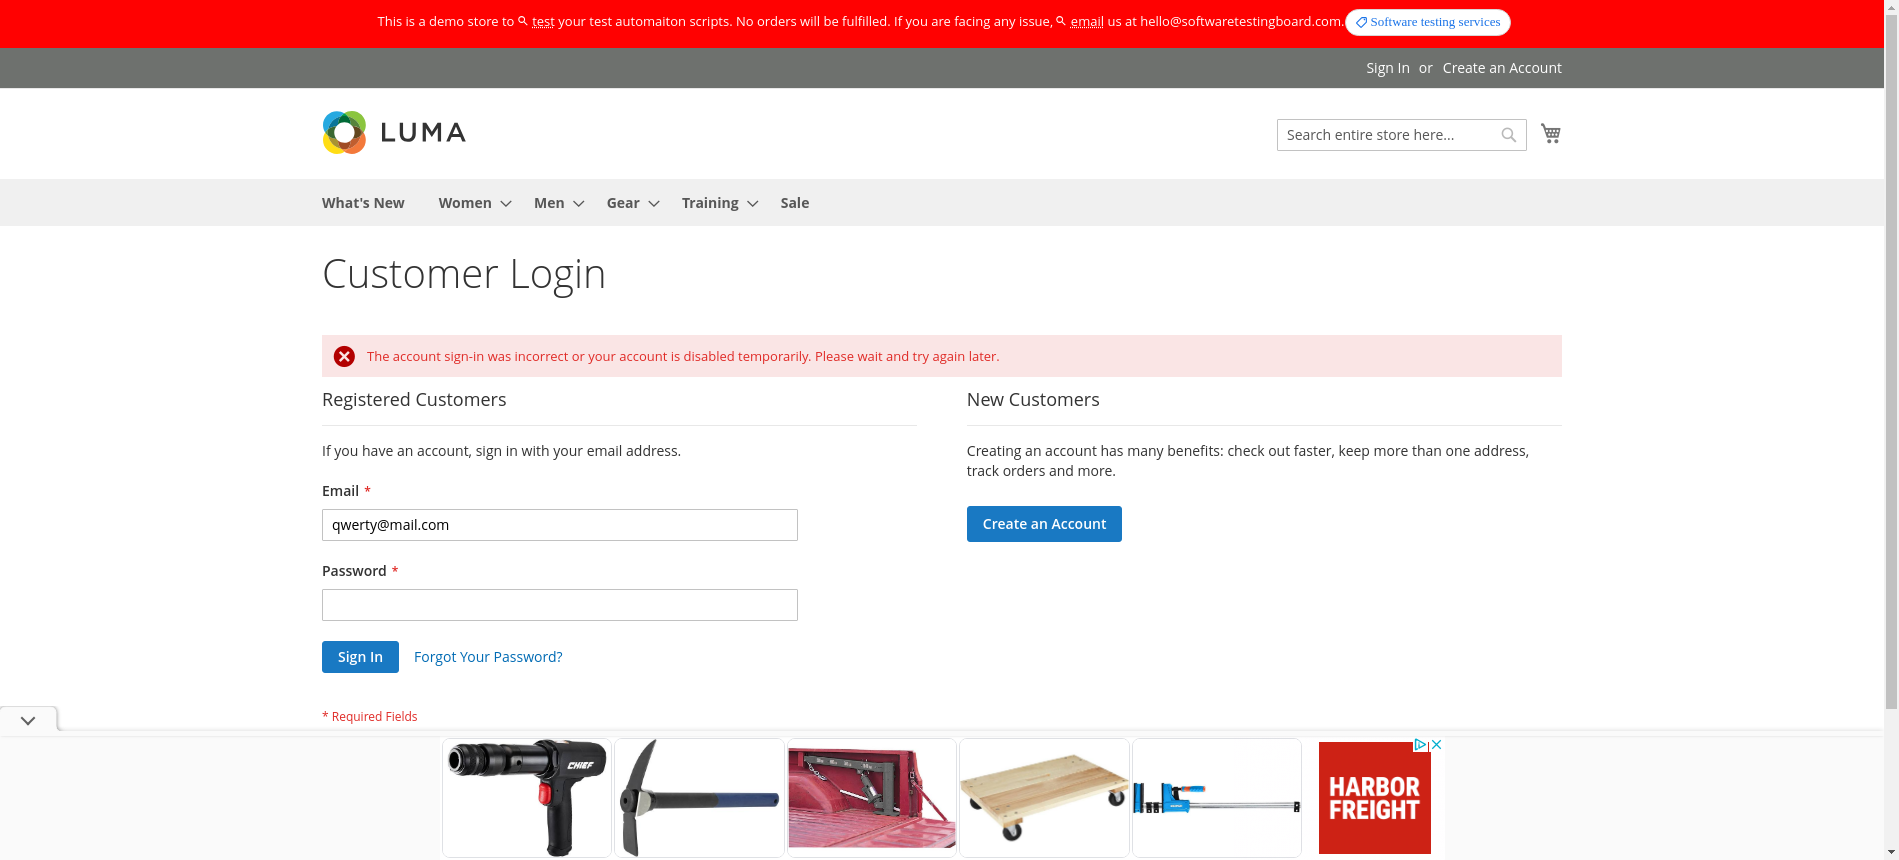 This is a demo store to test your test automaiton scripts. No orders will be fulfilled. If you are facing any issue, email us at hello@softwaretestingboard.com. Software testing services
Sign In or Create an Account
LUMA
Search entire store here...
What's New Women Men Gear Training Sale
Customer Login
The account sign-in was incorrect or your account is disabled temporarily. Please wait and try again later.
Registered Customers
If you have an account, sign in with your email address.
Email *
qwerty@mail.com
Password *
Sign In Forgot Your Password?
* Required Fields
New Customers
Creating an account has many benefits: check out faster, keep more than one address,
track orders and more.
Create an Account
CHIEF
HARBOR
FREIGHT